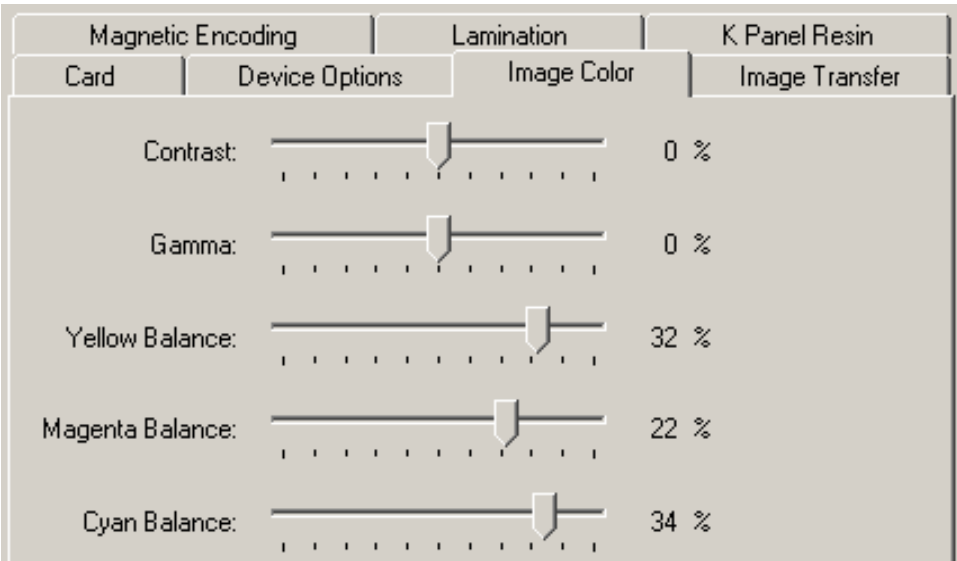 Magnetic Encoding Lamination K Panel Resin
Card Device Options Image Color Image Transfer
Contrast: 0 %
Gamma: 0 %
Yellow Balance: 32 %
Magenta Balance: 22 %
Cyan Balance: 34 %